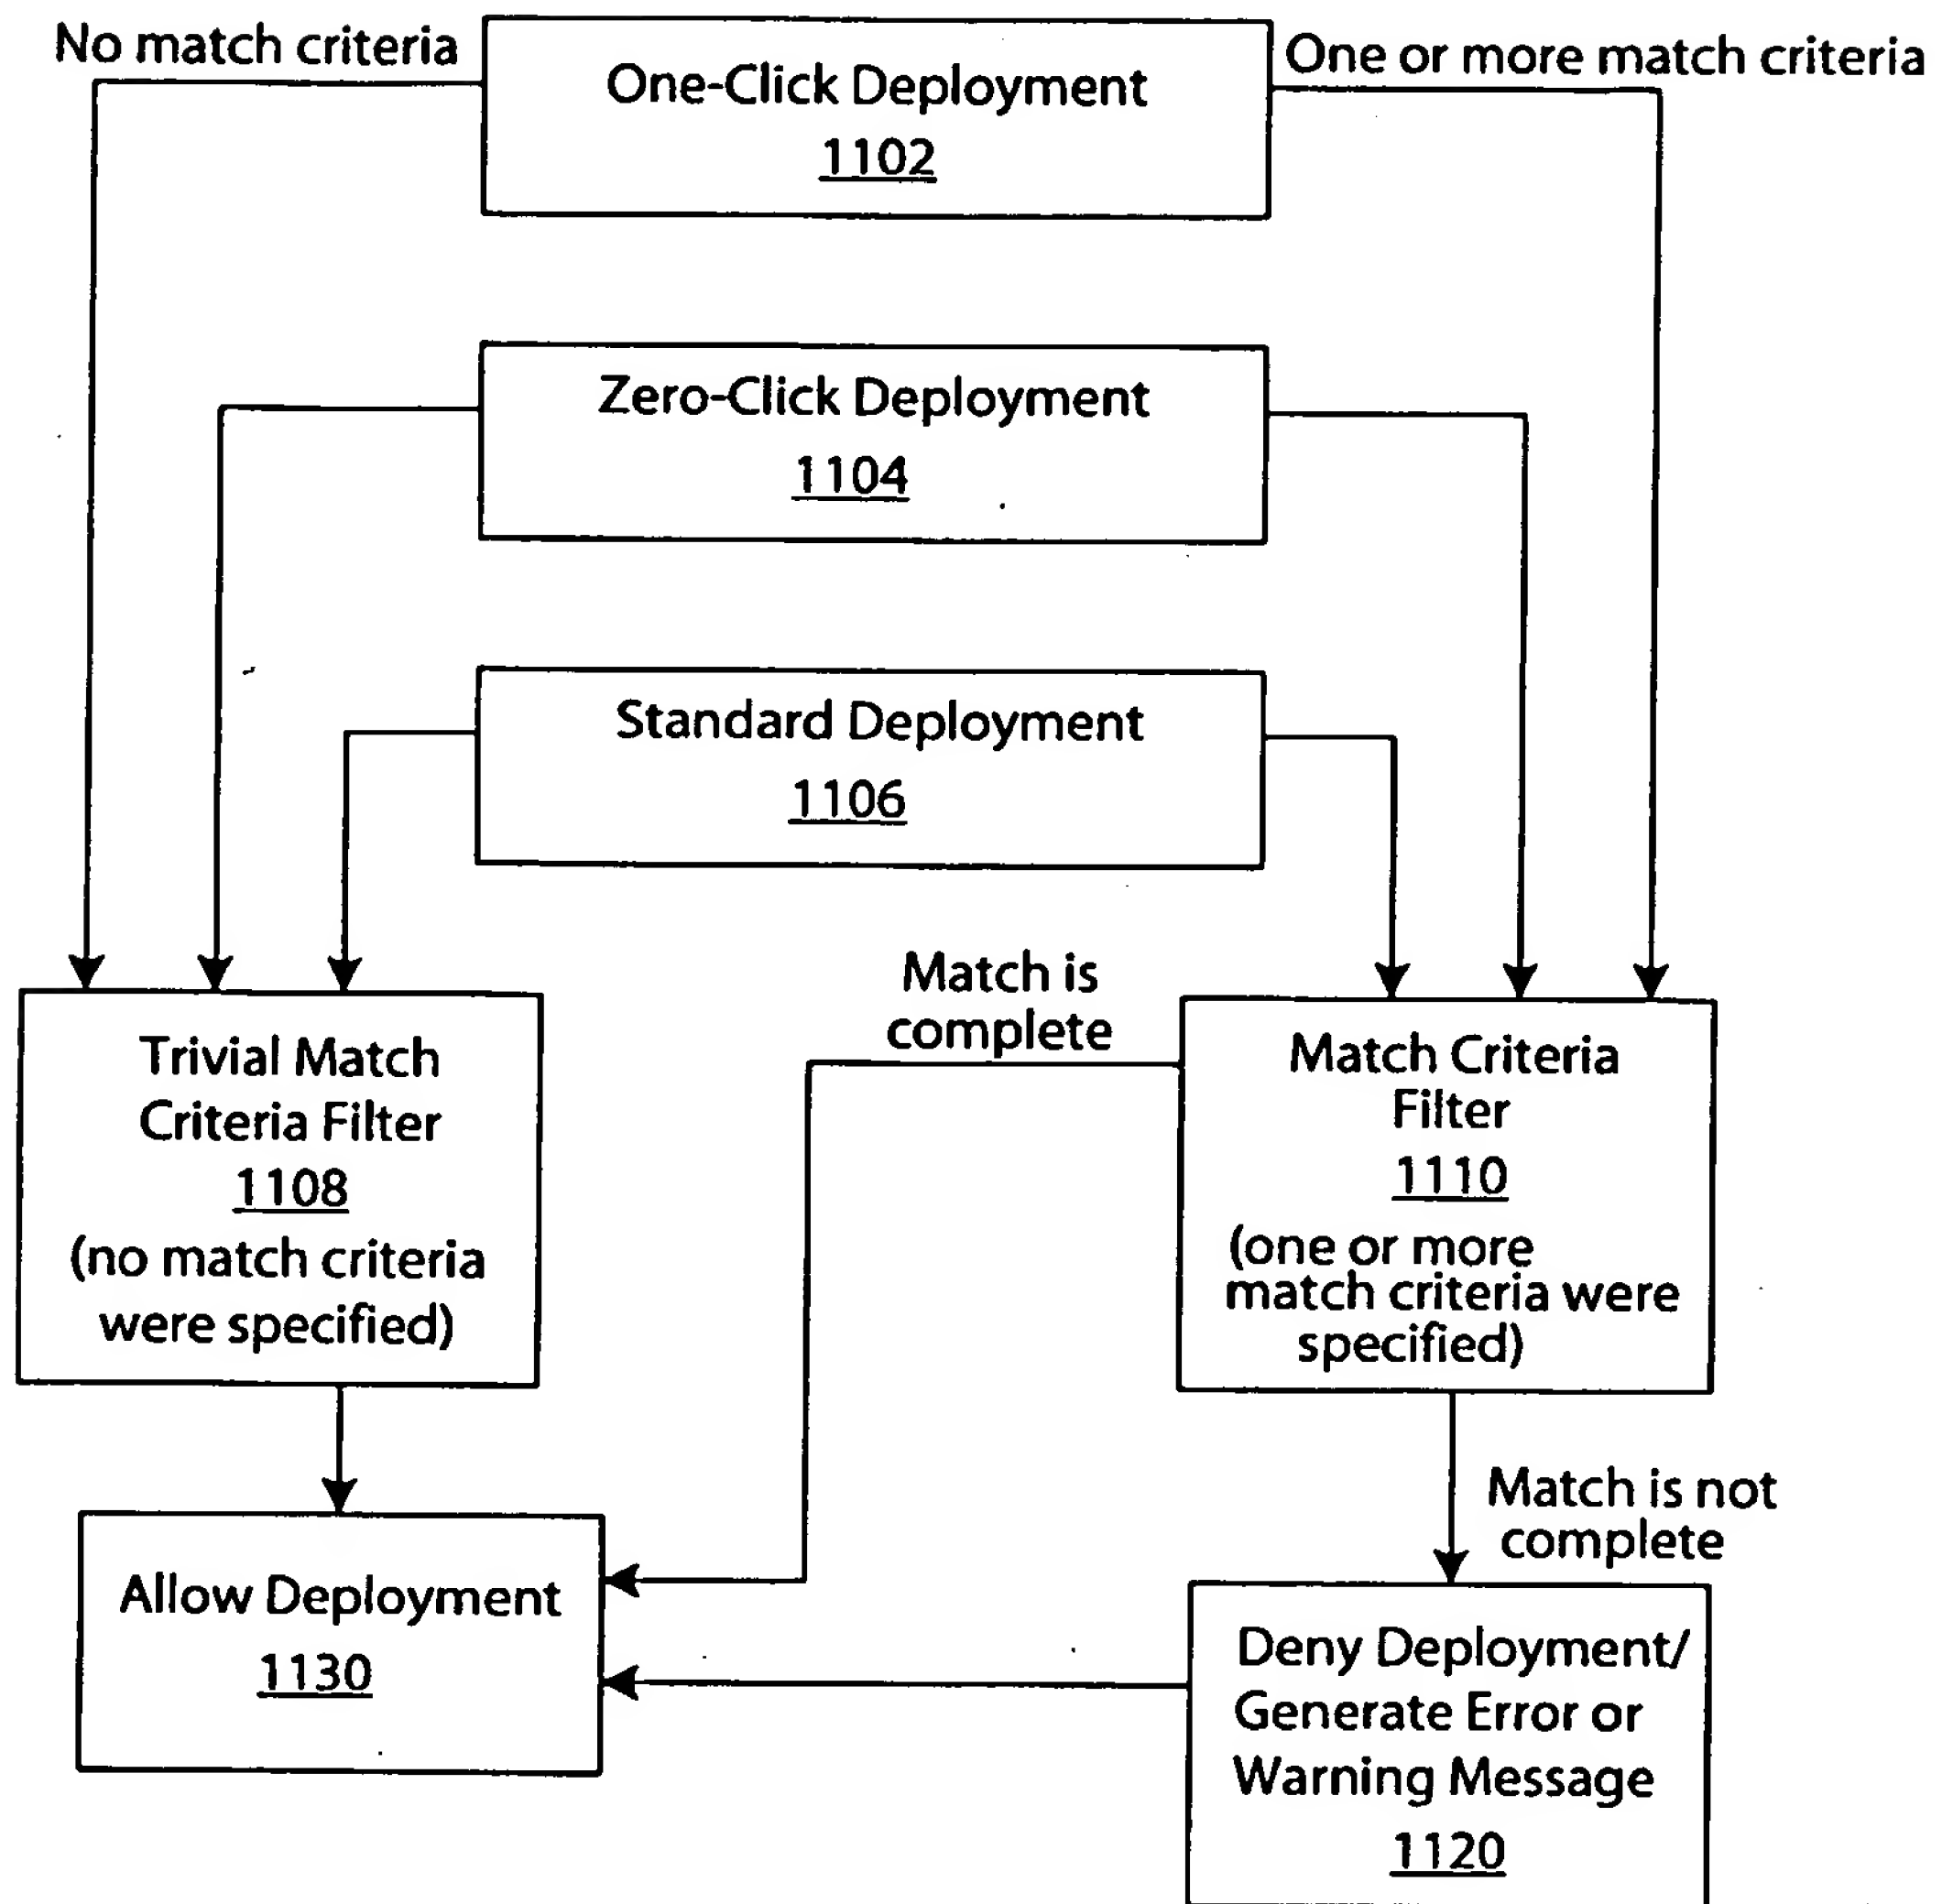 No match criteria
One or more match criteria
One-Click Deployment
1102
Zero-Click Deployment
1104
Standard Deployment
1106
Match is
complete
Trivial Match
Criteria Filter
1108
(no match criteria
were specified)
Match Criteria
Filter
1110
(one or more
match criteria were
specified)
Match is not
complete
Allow Deployment
1130
Deny Deployment/
Generate Error or
Warning Message
1120